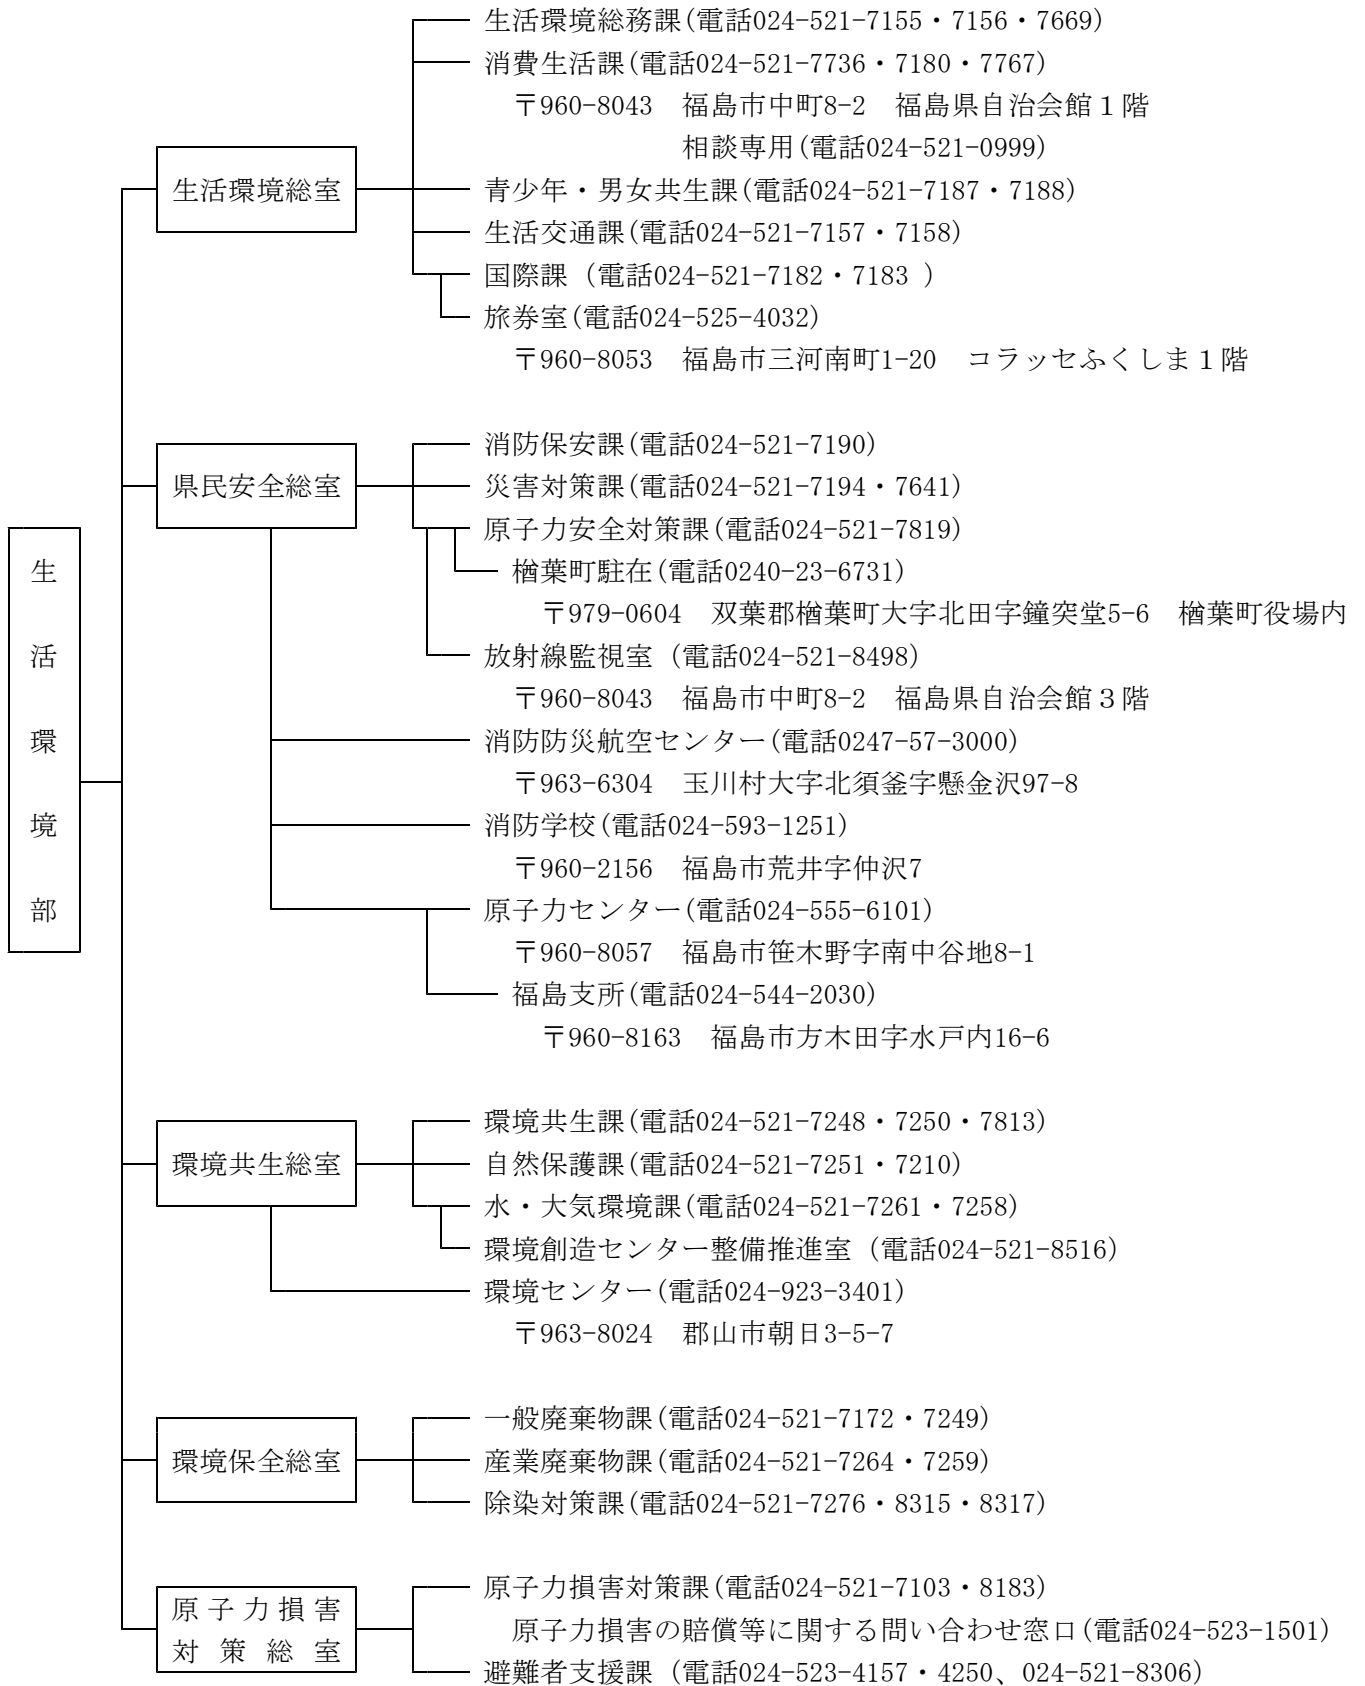 生活環境部
生活環境総室
生活環境総務課(電話024-521-7155・7156・7669)
消費生活課(電話024-521-7736・7180・7767)
〒960-8043　福島市中町8-2　福島県自治会館１階
相談専用(電話024-521-0999)
青少年・男女共生課(電話024-521-7187・7188)
生活交通課(電話024-521-7157・7158)
国際課（電話024-521-7182・7183 ）
旅券室(電話024-525-4032)
〒960-8053　福島市三河南町1-20　コラッセふくしま１階
県民安全総室
消防保安課(電話024-521-7190)
災害対策課(電話024-521-7194・7641)
原子力安全対策課(電話024-521-7819)
楢葉町駐在(電話0240-23-6731)
〒979-0604　双葉郡楢葉町大字北田字鐘突堂5-6　楢葉町役場内
放射線監視室（電話024-521-8498)
〒960-8043　福島市中町8-2　福島県自治会館３階
消防防災航空センター(電話0247-57-3000)
〒963-6304　玉川村大字北須釜字懸金沢97-8
消防学校(電話024-593-1251)
〒960-2156　福島市荒井字仲沢7
原子力センター(電話024-555-6101)
〒960-8057　福島市笹木野字南中谷地8-1
福島支所(電話024-544-2030)
〒960-8163　福島市方木田字水戸内16-6
環境共生総室
環境共生課(電話024-521-7248・7250・7813)
自然保護課(電話024-521-7251・7210)
水・大気環境課(電話024-521-7261・7258)
環境創造センター整備推進室（電話024-521-8516)
環境センター(電話024-923-3401)
〒963-8024　郡山市朝日3-5-7
環境保全総室
一般廃棄物課(電話024-521-7172・7249)
産業廃棄物課(電話024-521-7264・7259)
除染対策課(電話024-521-7276・8315・8317)
原子力損害
対策総室
原子力損害対策課(電話024-521-7103・8183)
原子力損害の賠償等に関する問い合わせ窓口(電話024-523-1501)
避難者支援課（電話024-523-4157・4250、024-521-8306)